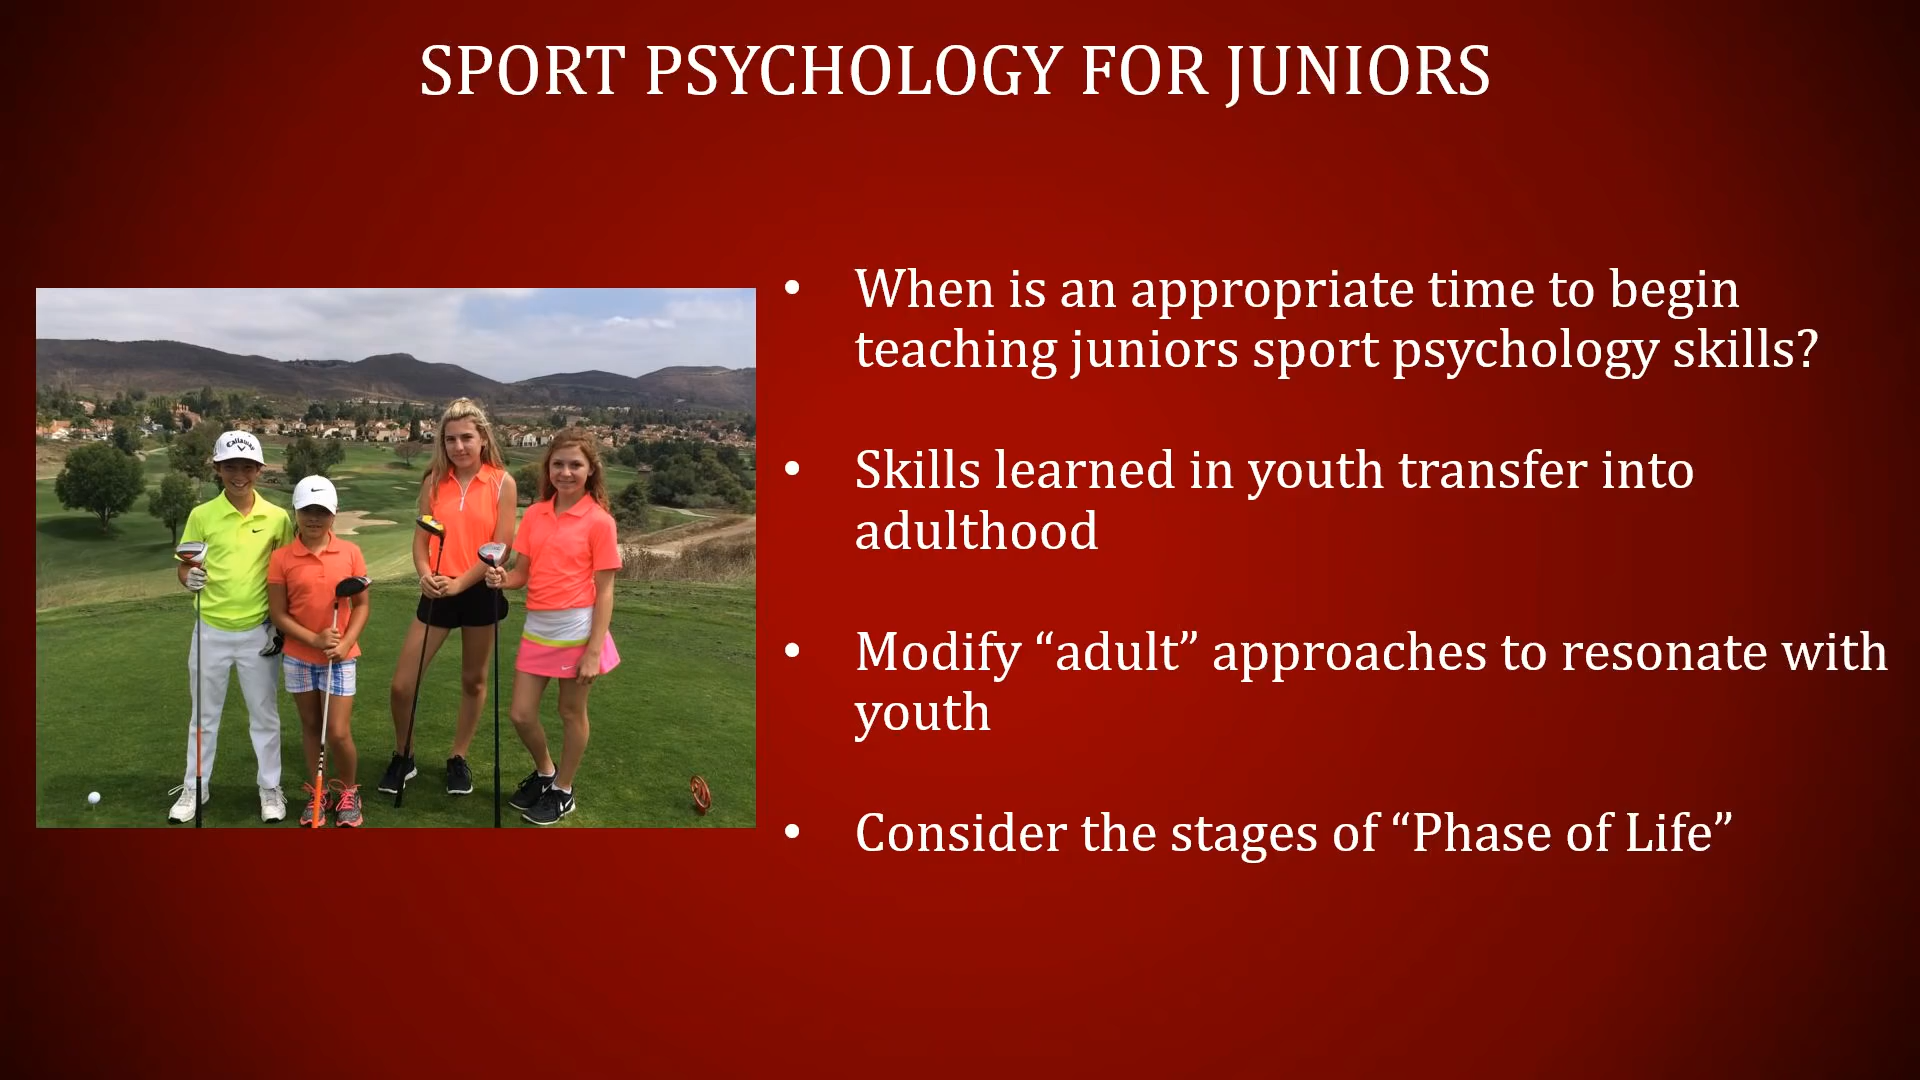 SPORT PSYCHOLOGY FOR JUNIORS
• When is an appropriate time to begin
teaching juniors sport psychology skills?
• Skills learned in youth transfer into
adulthood
• Modify “adult” approaches to resonate with
youth
• Consider the stages of “Phase of Life”
Callaway